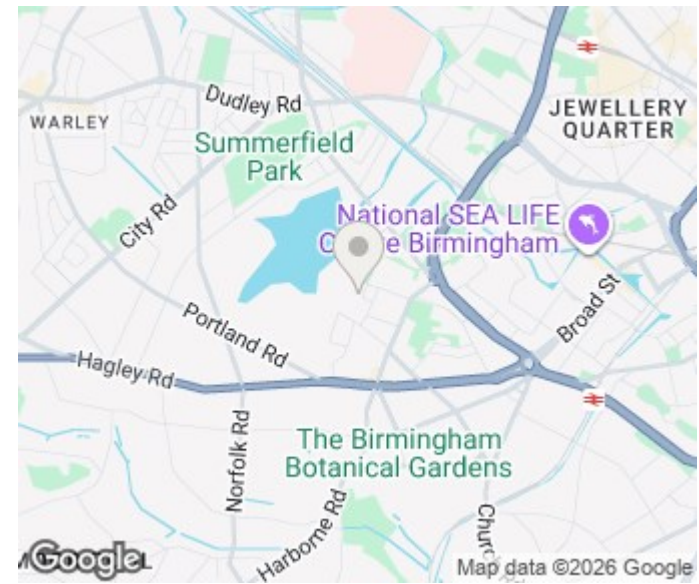 Dudley Rd
JEWELLERY
QUARTER
WARLEY
Summerfield
Park
City Rd
National SEA LIFE
Birmingham
Broad St
Portland Rd
Hagley Rd
Norfolk Rd
The Birmingham
Botanical Gardens
Harborne Rd
Google
Map data ©2026 Google